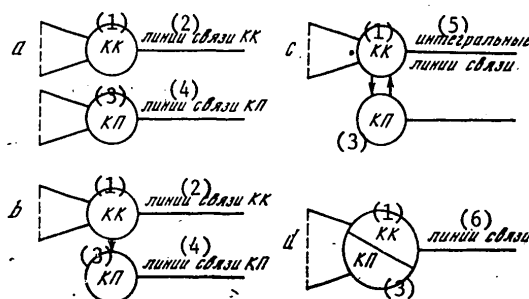 a
(1)
КК
(2)
линии связи КК
(3)
КП
(4)
линии связи КП
b
(1)
КК
(2)
линии связи КК
(3)
КП
(4)
линии связи КП
c
(1)
КК
(5)
интегральные
линии связи
КП
(3)
d
(1)
КК
КП
(3)
(6)
линии связи